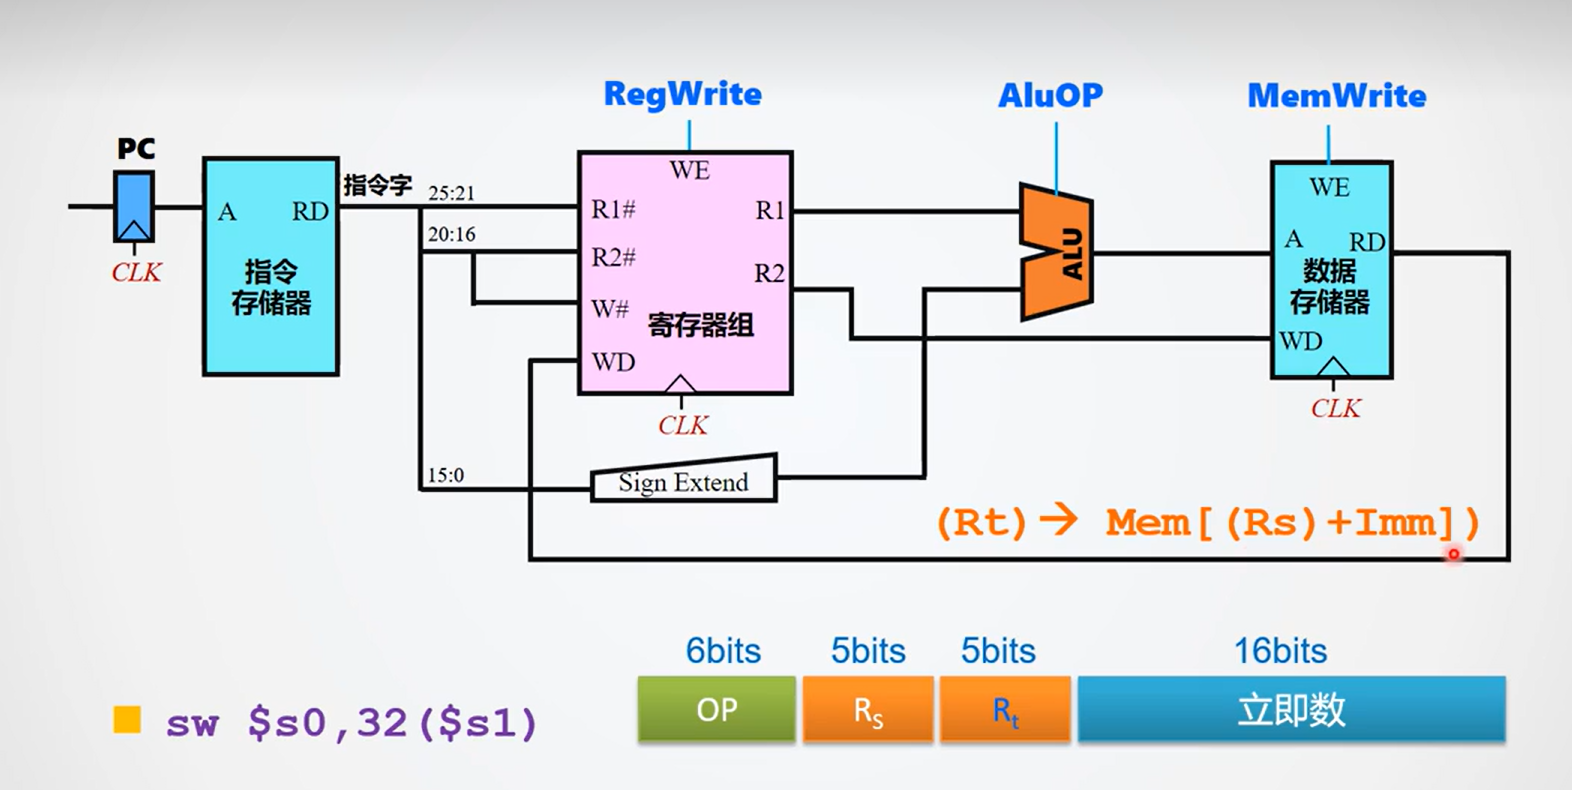 RegWrite
AluOP
MemWrite
PC
指令字
25:21
20:16
15:0
A
RD
指令
存储器
CLK
WE
R1#
R1
R2#
R2
W#
寄存器组
WD
CLK
Sign Extend
ALU
WE
A
RD
数据
存储器
WD
CLK
(Rt)→ Mem[(Rs)+Imm])
6bits
5bits
5bits
16bits
OP
Rs
Rt
立即数
sw $s0,32($s1)